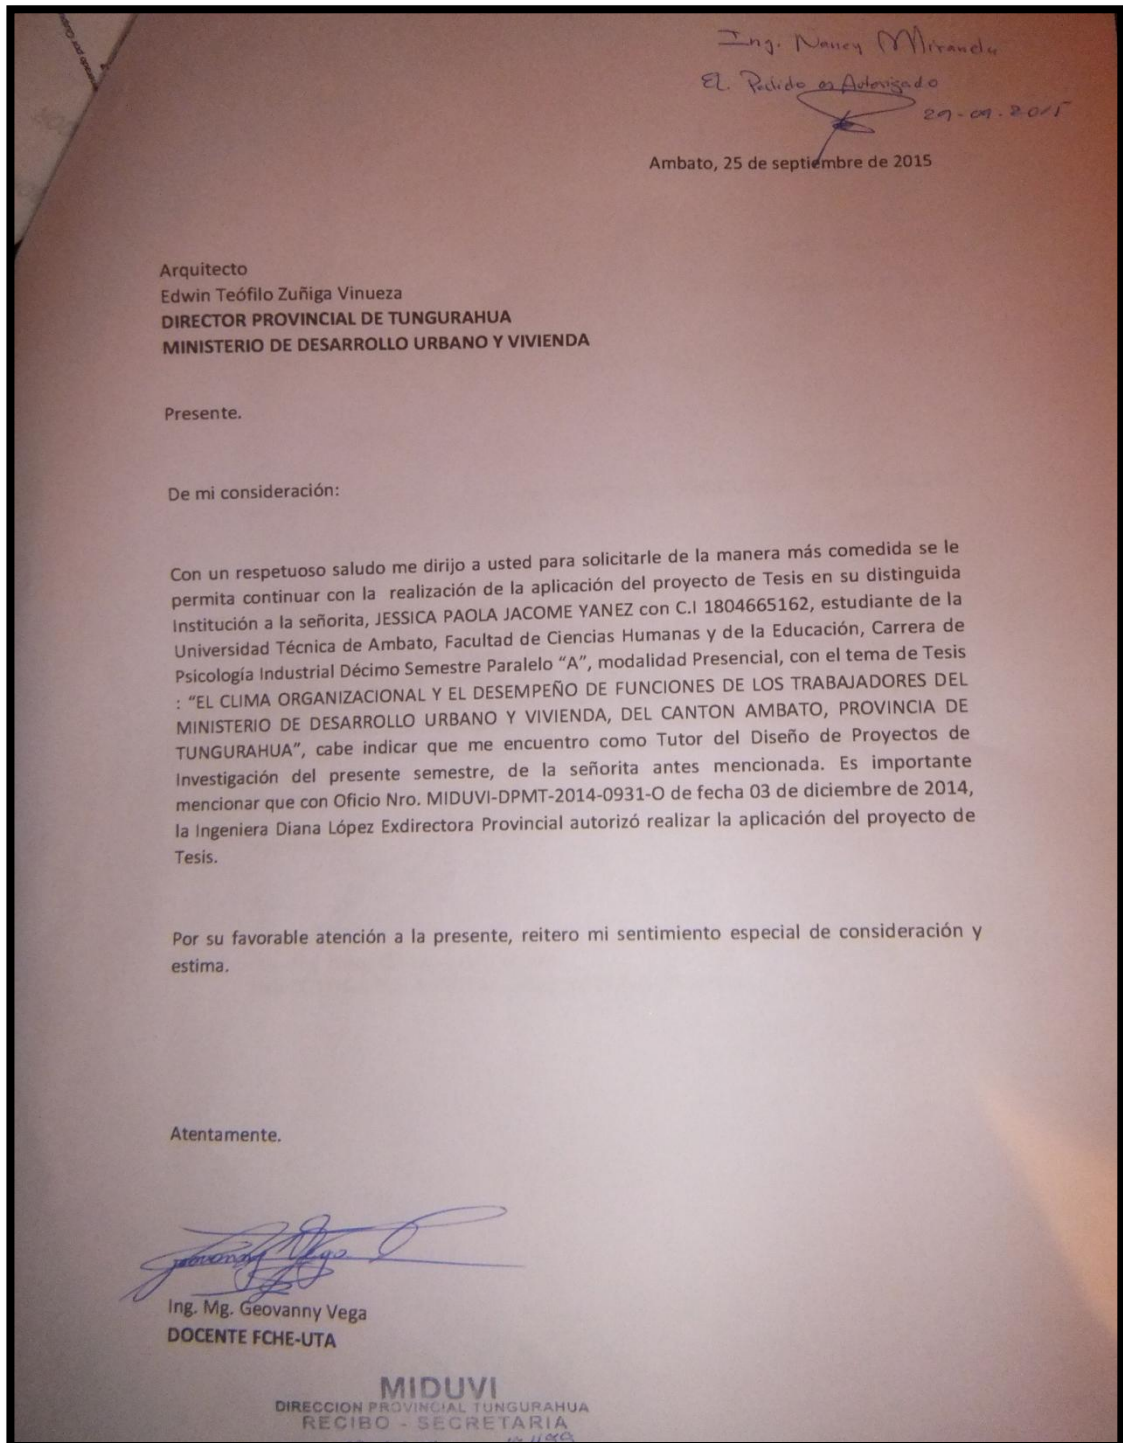 Ing. Nancy Miranda
El. Pedido es Autorizado
29-09-2015
Ambato, 25 de septiembre de 2015
Arquitecto
Edwin Teófilo Zuñiga Vinueza
DIRECTOR PROVINCIAL DE TUNGURAHUA
MINISTERIO DE DESARROLLO URBANO Y VIVIENDA
Presente.
De mi consideración:
Con un respetuoso saludo me dirijo a usted para solicitarle de la manera más comedida se le
permita continuar con la realización de la aplicación del proyecto de Tesis en su distinguida
Institución a la señorita, JESSICA PAOLA JACOME YANEZ con C.I 1804665162, estudiante de la
Universidad Técnica de Ambato, Facultad de Ciencias Humanas y de la Educación, Carrera de
Psicología Industrial Décimo Semestre Paralelo “A”, modalidad Presencial, con el tema de Tesis
: “EL CLIMA ORGANIZACIONAL Y EL DESEMPEÑO DE FUNCIONES DE LOS TRABAJADORES DEL
MINISTERIO DE DESARROLLO URBANO Y VIVIENDA, DEL CANTON AMBATO, PROVINCIA DE
TUNGURAHUA”, cabe indicar que me encuentro como Tutor del Diseño de Proyectos de
Investigación del presente semestre, de la señorita antes mencionada. Es importante
mencionar que con Oficio Nro. MIDUVI-DPMT-2014-0931-O de fecha 03 de diciembre de 2014,
la Ingeniera Diana López Exdirectora Provincial autorizó realizar la aplicación del proyecto de
Tesis.
Por su favorable atención a la presente, reitero mi sentimiento especial de consideración y
estima.
Atentamente.
Geovanny Vega
Ing. Mg. Geovanny Vega
DOCENTE FCHE-UTA
MIDUVI
DIRECCION PROVINCIAL TUNGURAHUA
RECIBO - SECRETARIA